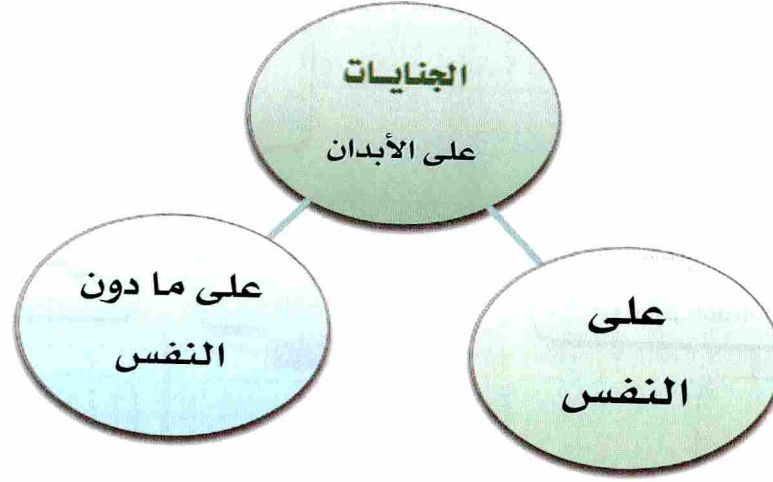 الجنايات
على الأبدان
على
النفس
على ما دون
النفس